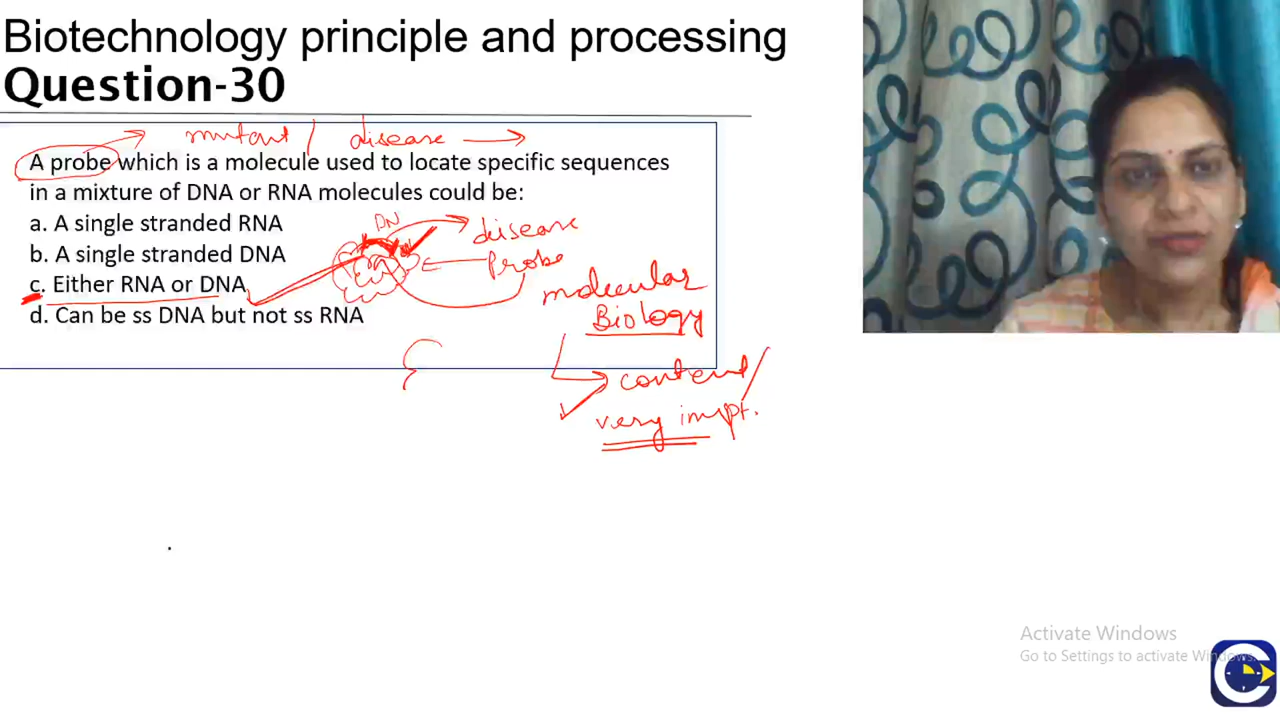 Biotechnology principle and processing
Question-30
mutant / disease
A probe which is a molecule used to locate specific sequences
in a mixture of DNA or RNA molecules could be:
a. A single stranded RNA
b. A single stranded DNA
c. Either RNA or DNA
d. Can be ss DNA but not ss RNA
DN
disease
probe
molecular
Biology
content/
very impt.
Activate Windows
Go to Settings to activate Windows.